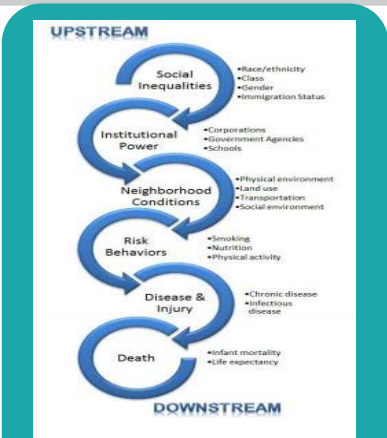 UPSTREAM
Social
Inequalities
•Race/ethnicity
•Class
•Gender
•Immigration Status
Institutional
Power
•Corporations
•Government Agencies
•Schools
Neighborhood
Conditions
•Physical environment
•Land use
•Transportation
•Social environment
Risk
Behaviors
•Smoking
•Nutrition
•Physical activity
Disease &
Injury
•Chronic disease
•Infectious
disease
Death
•Infant mortality
•Life expectancy
DOWNSTREAM